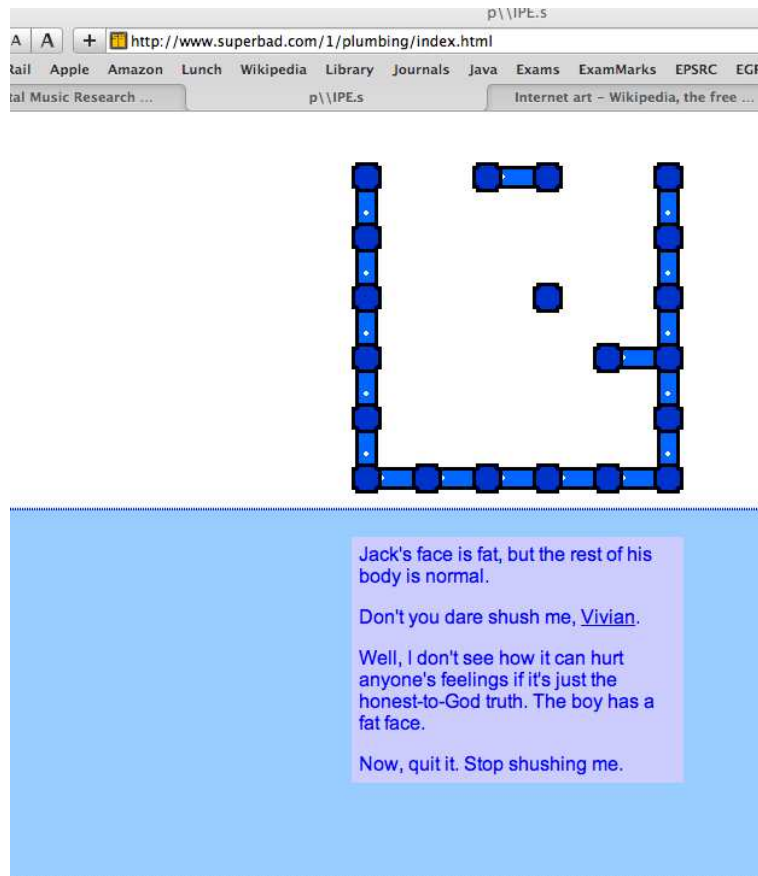 p\\IPE.s
A A + http://www.superbad.com/1/plumbing/index.html
Rail Apple Amazon Lunch Wikipedia Library Journals Java Exams ExamMarks EPSRC
tal Music Research ... p\\IPE.s Internet art – Wikipedia, the free ...
Jack's face is fat, but the rest of his
body is normal.
Don't you dare shush me, Vivian.
Well, I don't see how it can hurt
anyone's feelings if it's just the
honest-to-God truth. The boy has a
fat face.
Now, quit it. Stop shushing me.